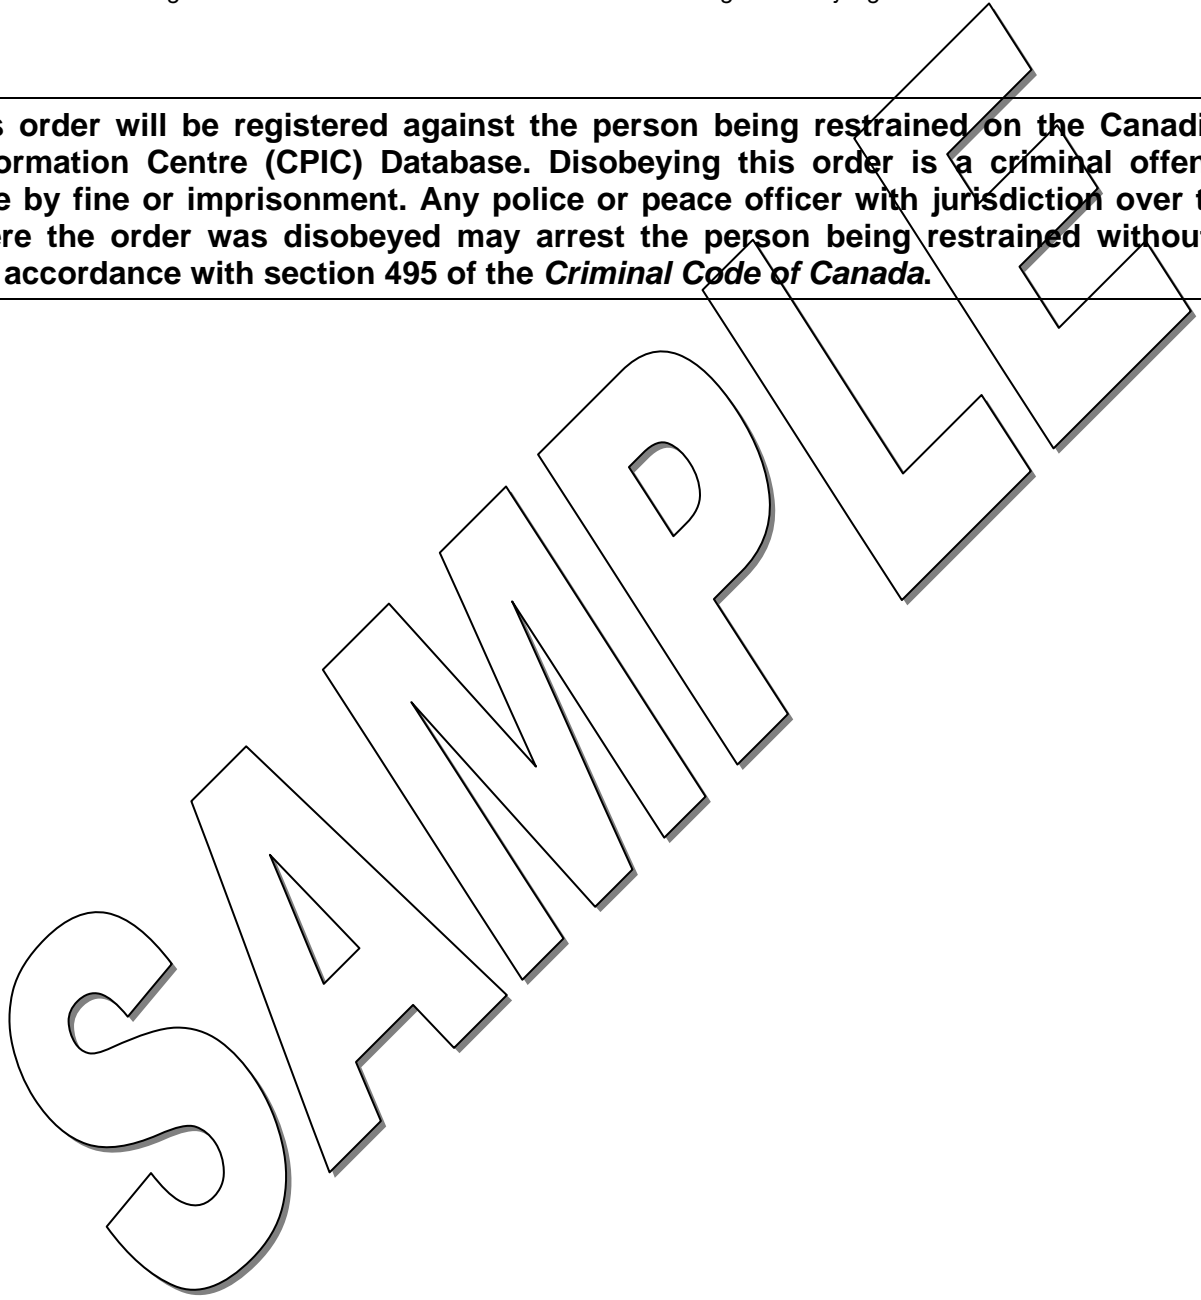 s order will be registered against the person being restrained on the Canadi
ormation Centre (CPIC) Database. Disobeying this order is a criminal offen
e by fine or imprisonment. Any police or peace officer with jurisdiction over t
ere the order was disobeyed may arrest the person being restrained without
accordance with section 495 of the Criminal Code of Canada.
SAMPLE